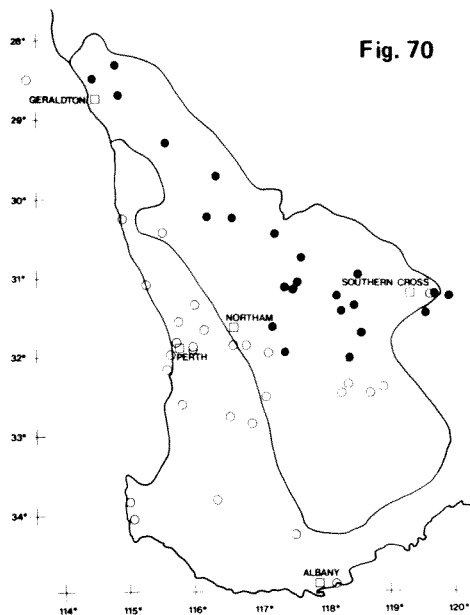 Fig. 70
28°
GERALDTON
29°
30°
31°
SOUTHERN CROSS
NORTHAM
32°
PERTH
33°
34°
ALBANY
114° 115° 116° 117° 118° 119° 120°